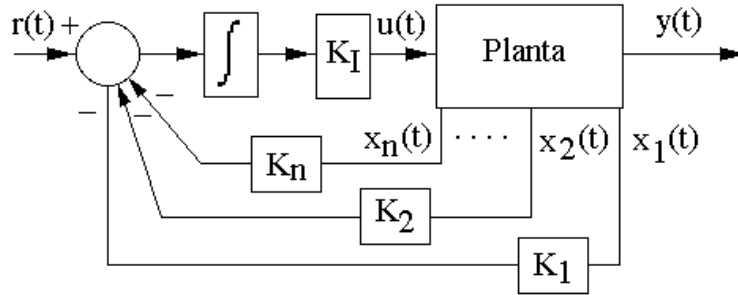 r(t) +
∫
K_I
u(t)
Planta
y(t)
–
–
–
K_n
x_n(t)
· · · ·
x_2(t)
x_1(t)
K_2
K_1